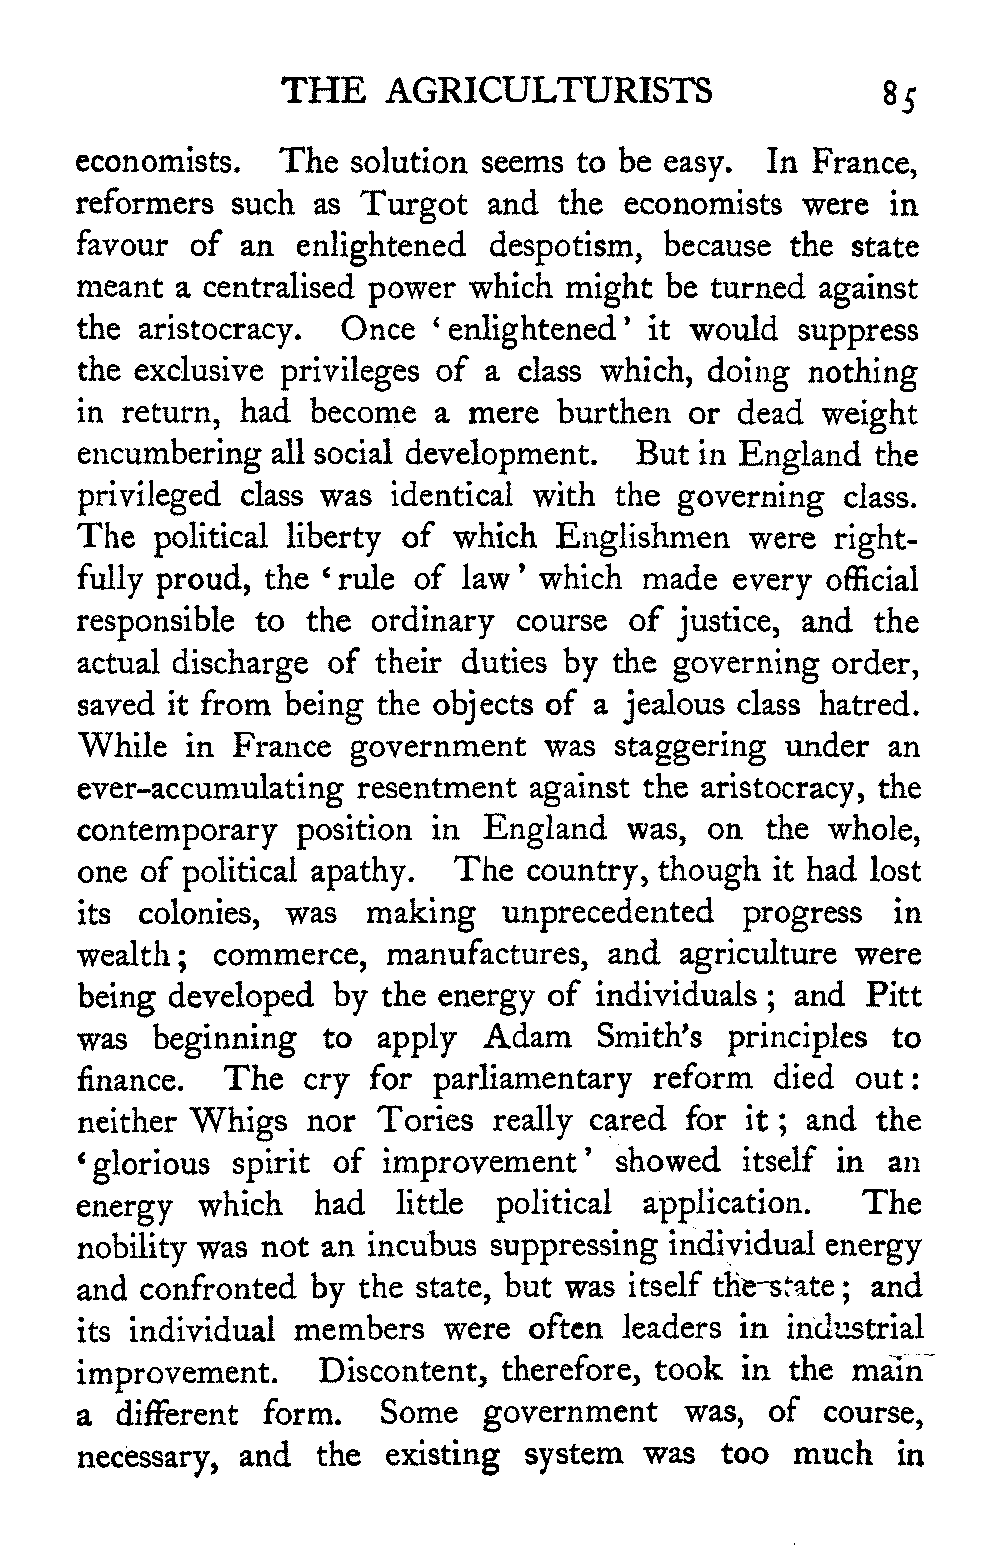 THE AGRICULTURISTS 85
economists. The solution seems to be easy. In France,
reformers such as Turgot and the economists were in
favour of an enlightened despotism, because the state
meant a centralised power which might be turned against
the aristocracy. Once ‘enlightened’ it would suppress
the exclusive privileges of a class which, doing nothing
in return, had become a mere burthen or dead weight
encumbering all social development. But in England the
privileged class was identical with the governing class.
The political liberty of which Englishmen were right-
fully proud, the ‘rule of law’ which made every official
responsible to the ordinary course of justice, and the
actual discharge of their duties by the governing order,
saved it from being the objects of a jealous class hatred.
While in France government was staggering under an
ever-accumulating resentment against the aristocracy, the
contemporary position in England was, on the whole,
one of political apathy. The country, though it had lost
its colonies, was making unprecedented progress in
wealth; commerce, manufactures, and agriculture were
being developed by the energy of individuals; and Pitt
was beginning to apply Adam Smith's principles to
finance. The cry for parliamentary reform died out:
neither Whigs nor Tories really cared for it; and the
‘glorious spirit of improvement’ showed itself in an
energy which had little political application. The
nobility was not an incubus suppressing individual energy
and confronted by the state, but was itself the state; and
its individual members were often leaders in industrial
improvement. Discontent, therefore, took in the main
a different form. Some government was, of course,
necessary, and the existing system was too much in